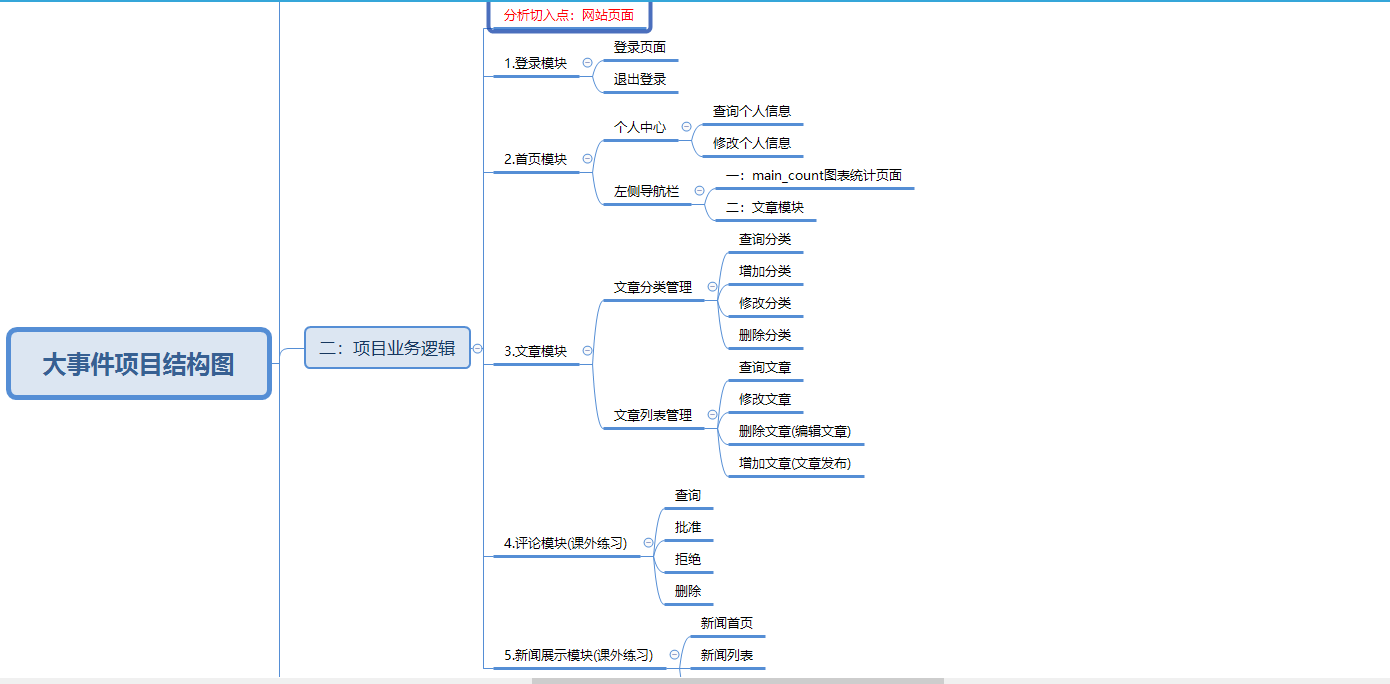 大事件项目结构图
二：项目业务逻辑
分析切入点：网站页面
1.登录模块
登录页面
退出登录
2.首页模块
个人中心
查询个人信息
修改个人信息
左侧导航栏
一：main_count图表统计页面
二：文章模块
3.文章模块
文章分类管理
查询分类
增加分类
修改分类
删除分类
文章列表管理
查询文章
修改文章
删除文章(编辑文章)
增加文章(文章发布)
4.评论模块(课外练习)
查询
批准
拒绝
删除
5.新闻展示模块(课外练习)
新闻首页
新闻列表